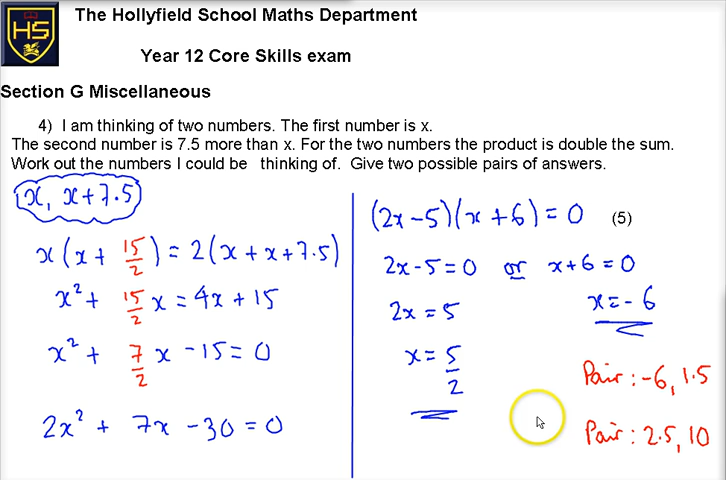 HS
The Hollyfield School Maths Department
Year 12 Core Skills exam
Section G Miscellaneous
4) I am thinking of two numbers. The first number is x.
The second number is 7.5 more than x. For the two numbers the product is double the sum.
Work out the numbers I could be thinking of. Give two possible pairs of answers.
x, x+7.5
x(x + 15/2) = 2(x + x + 7.5)
x² + 15/2 x = 4x + 15
x² + 7/2 x - 15 = 0
2x² + 7x - 30 = 0
(2x - 5)(x + 6) = 0 (5)
2x - 5 = 0 or x + 6 = 0
2x = 5 x = - 6
x = 5/2
Pair : -6, 1.5
Pair : 2.5, 10